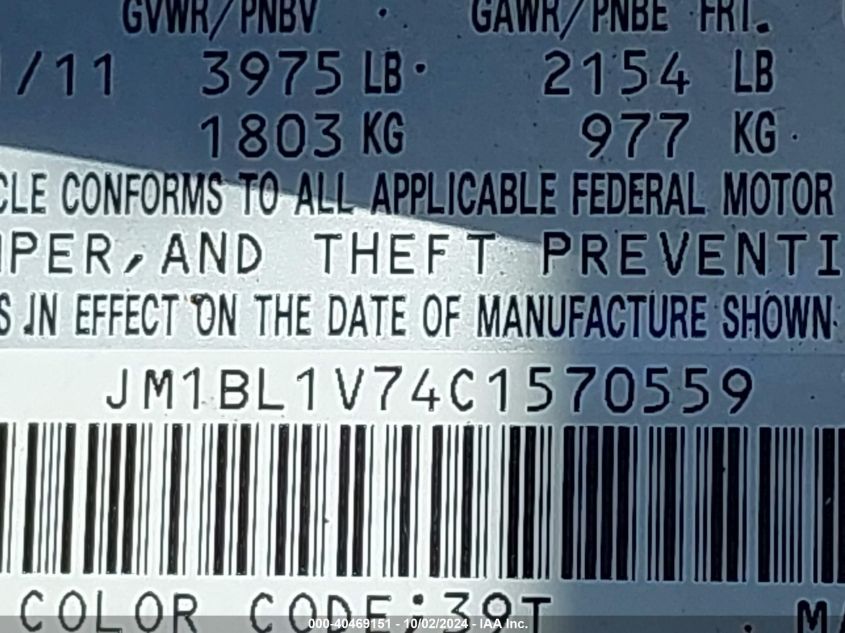 GVWR/PNBV GAWR/PNBE FRT.
/11 3975 LB 2154 LB
1803 KG 977 KG
CLE CONFORMS TO ALL APPLICABLE FEDERAL MOTOR
MPER, AND THEFT PREVENTI
S IN EFFECT ON THE DATE OF MANUFACTURE SHOWN
JM1BL1V74C1570559
COLOR CODE:39T MA
000-40469151 - 10/02/2024 - IAA Inc.